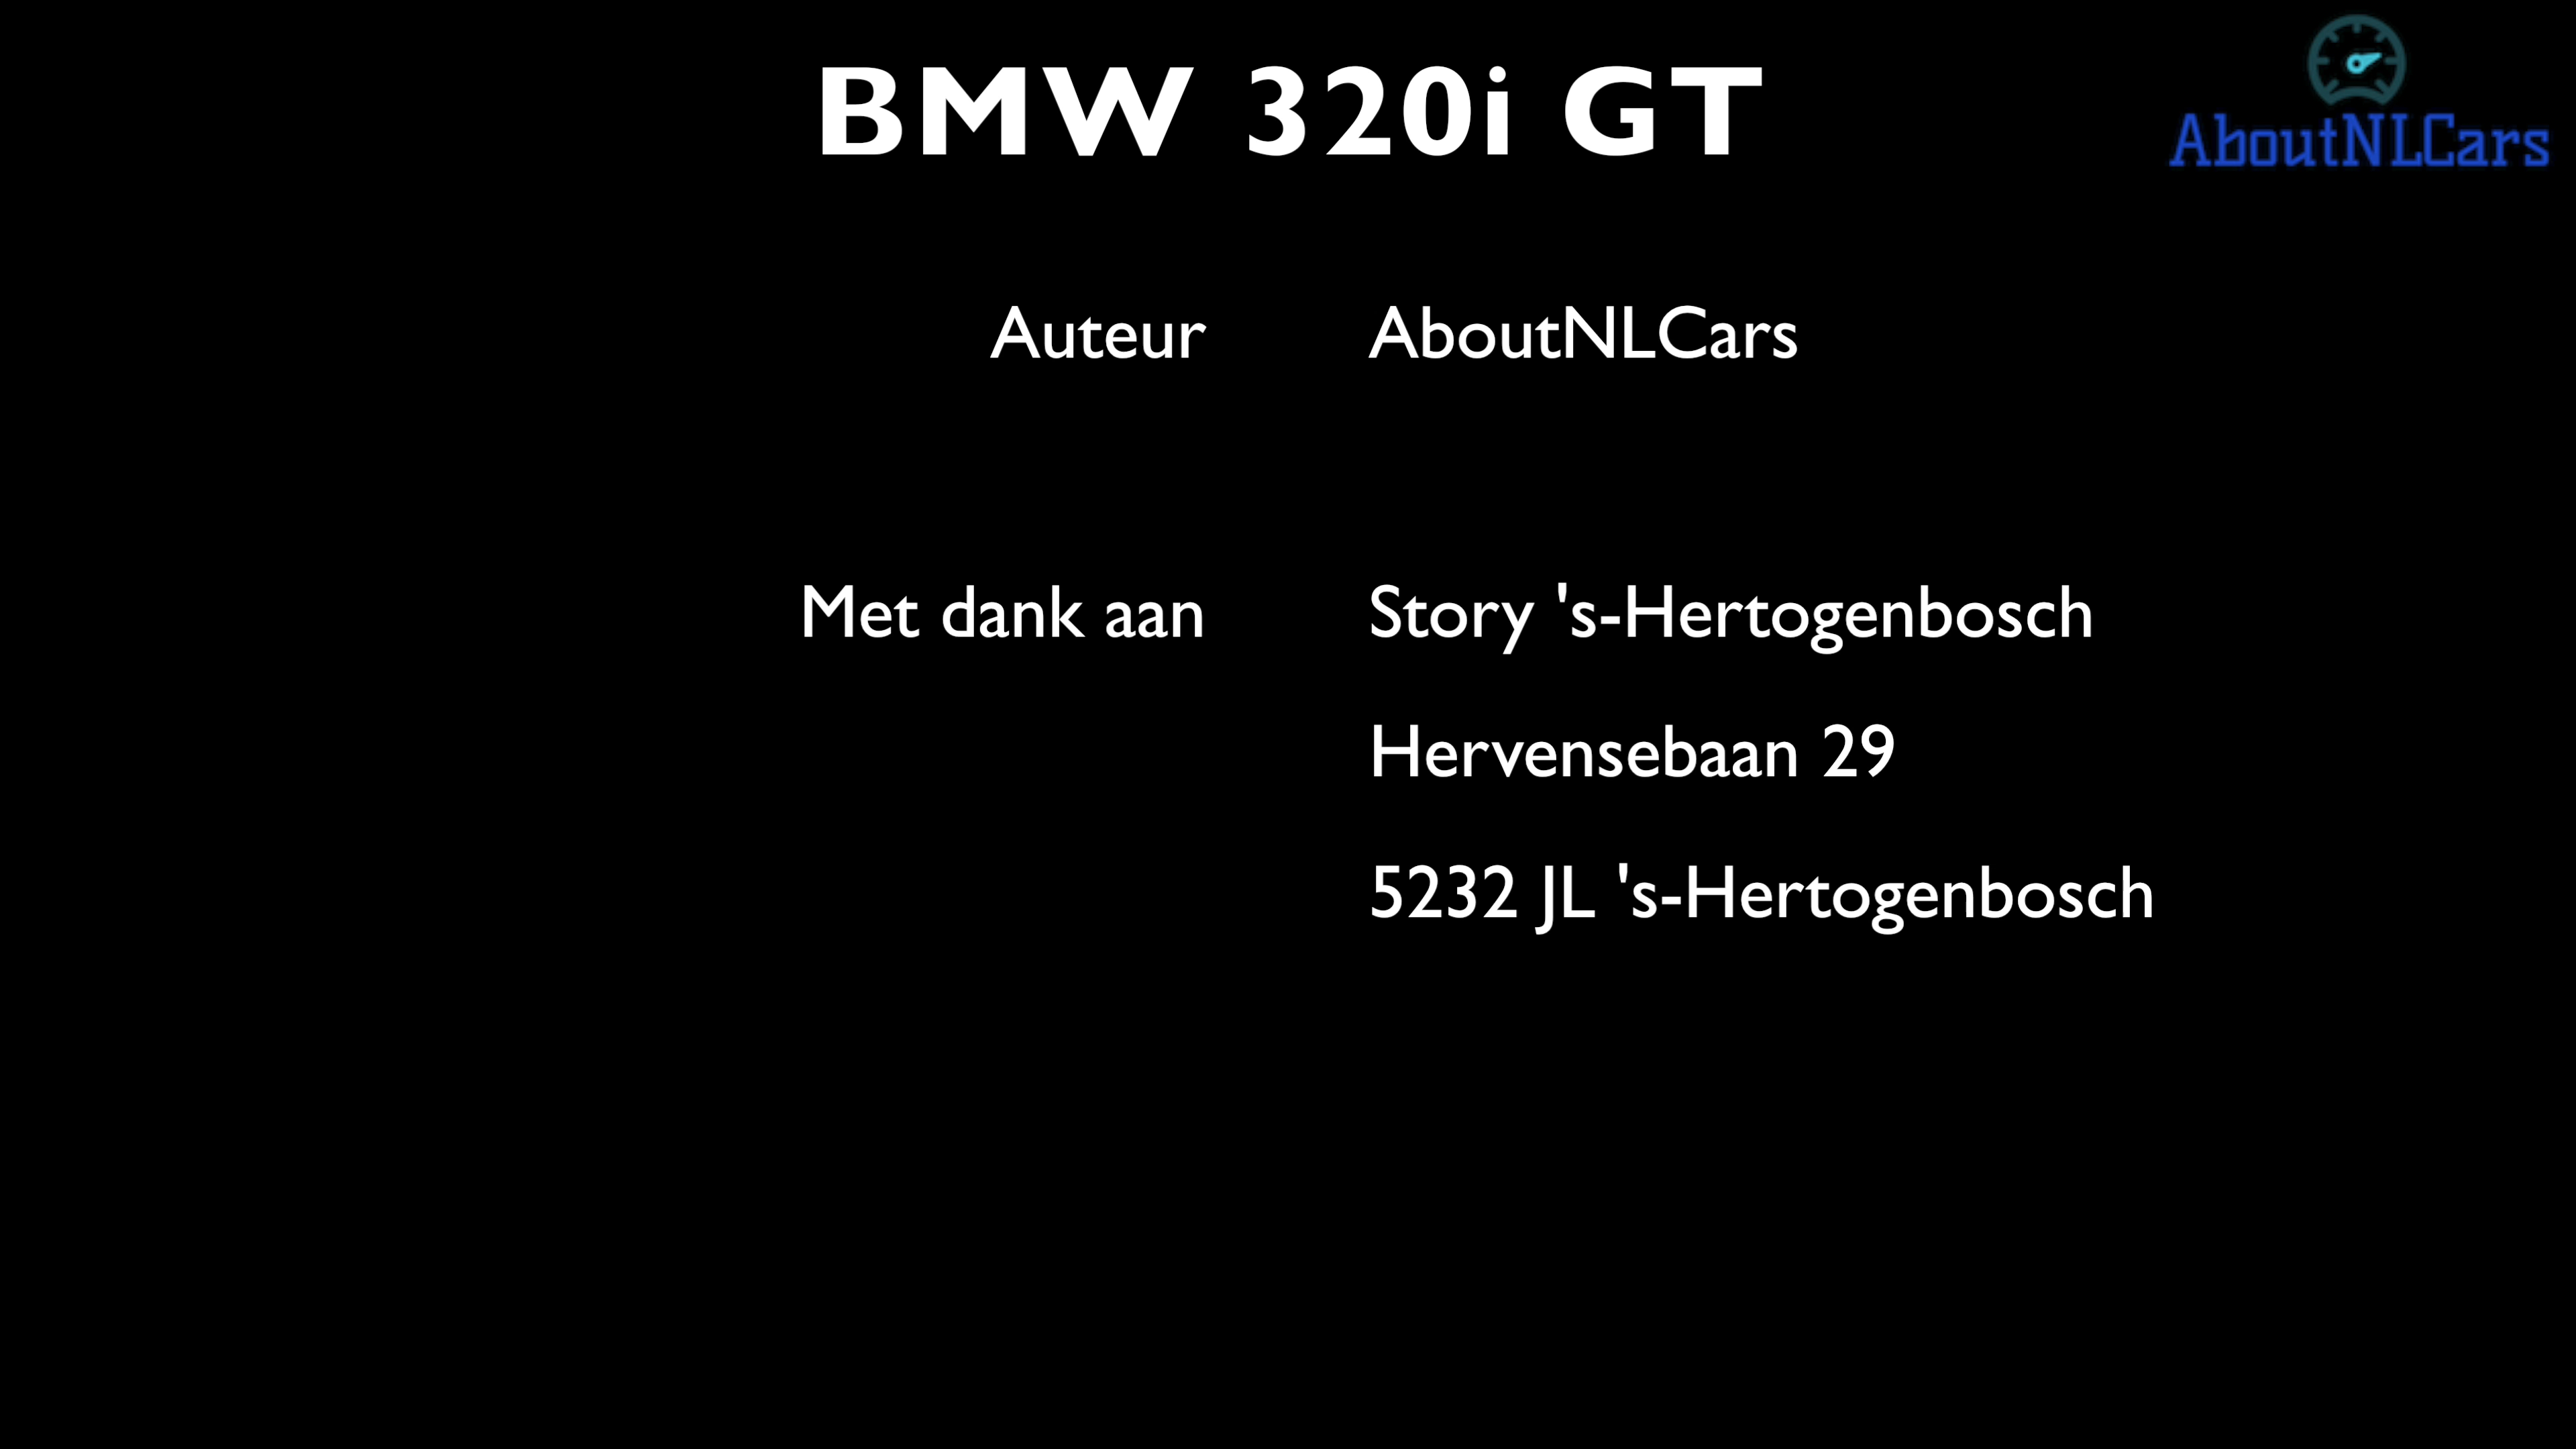 BMW 320i GT
AboutNLCars
Auteur AboutNLCars
Met dank aan Story 's-Hertogenbosch
Hervensebaan 29
5232 JL 's-Hertogenbosch